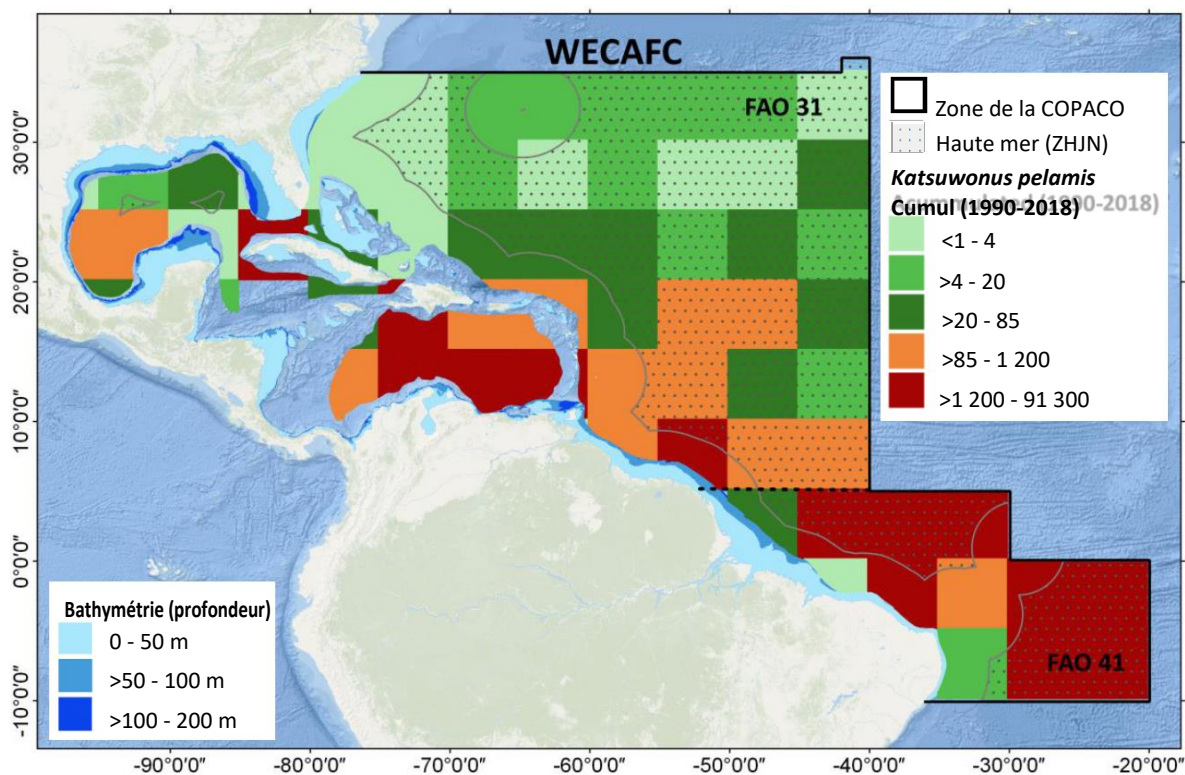 WECAFC
FAO 31
Zone de la COPACO
Haute mer (ZHJN)
Katsuwonus pelamis
Acummulated (1990-2018)
Cumul (1990-2018)
<1 - 4
>4 - 20
>20 - 85
>85 - 1 200
>1 200 - 91 300
30°0'0"
20°0'0"
10°0'0"
0°0'0"
-10°0'0"
Bathymétrie (profondeur)
0 - 50 m
>50 - 100 m
>100 - 200 m
FAO 41
-90°0'0" -80°0'0" -70°0'0" -60°0'0" -50°0'0" -40°0'0" -30°0'0" -20°0'0"